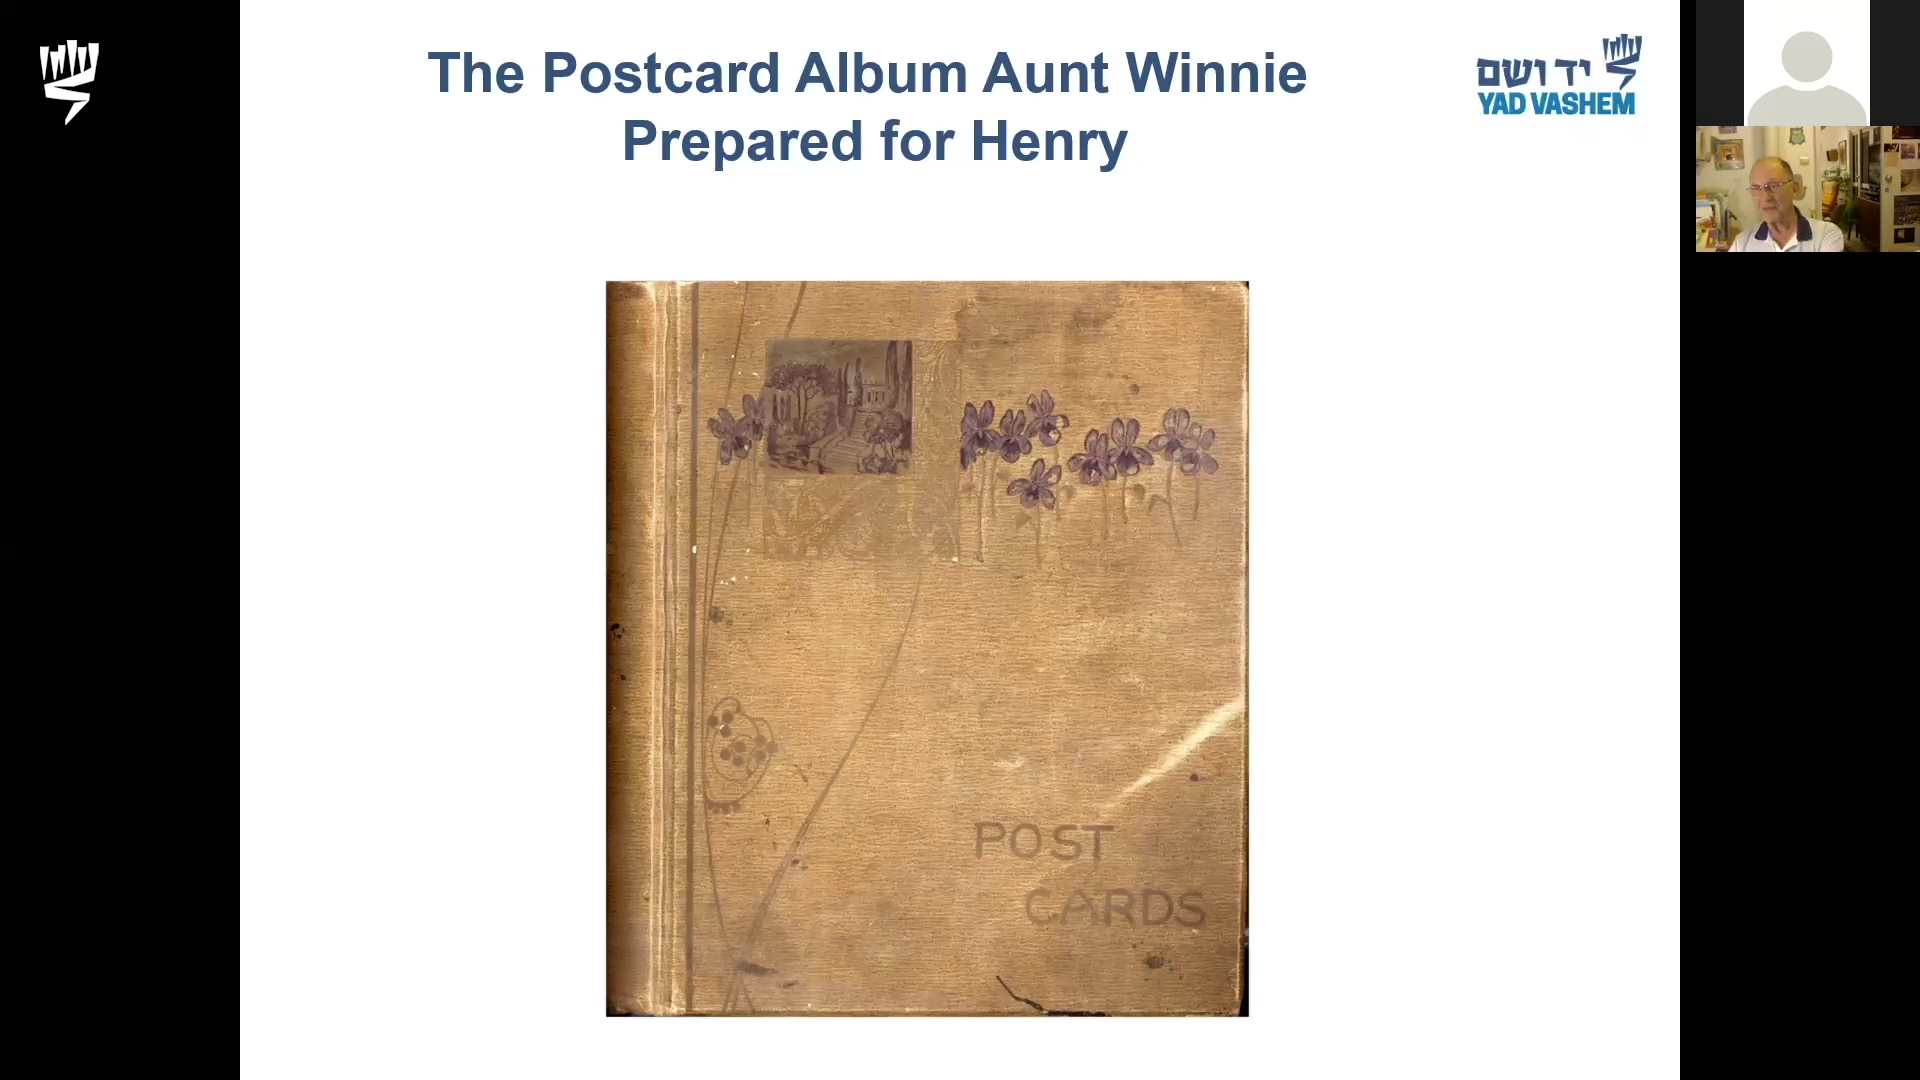 The Postcard Album Aunt Winnie
Prepared for Henry
יד ושם
YAD VASHEM
POST
CARDS